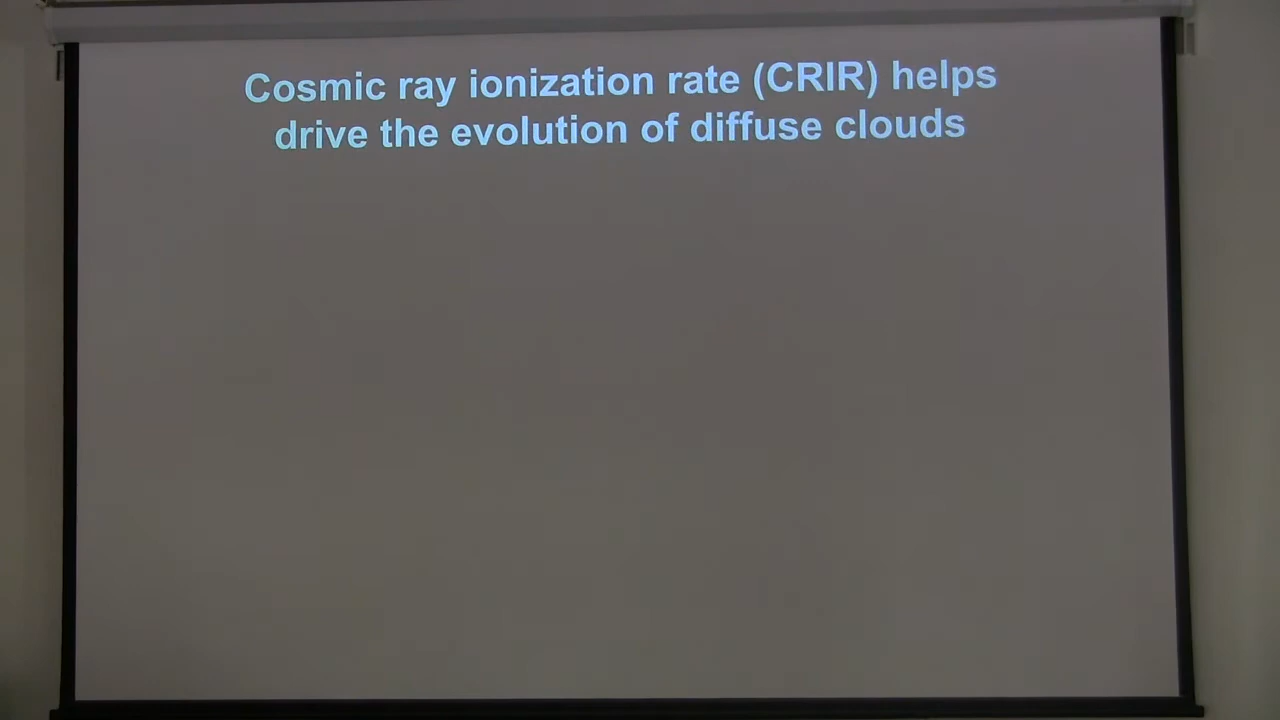 Cosmic ray ionization rate (CRIR) helps
drive the evolution of diffuse clouds